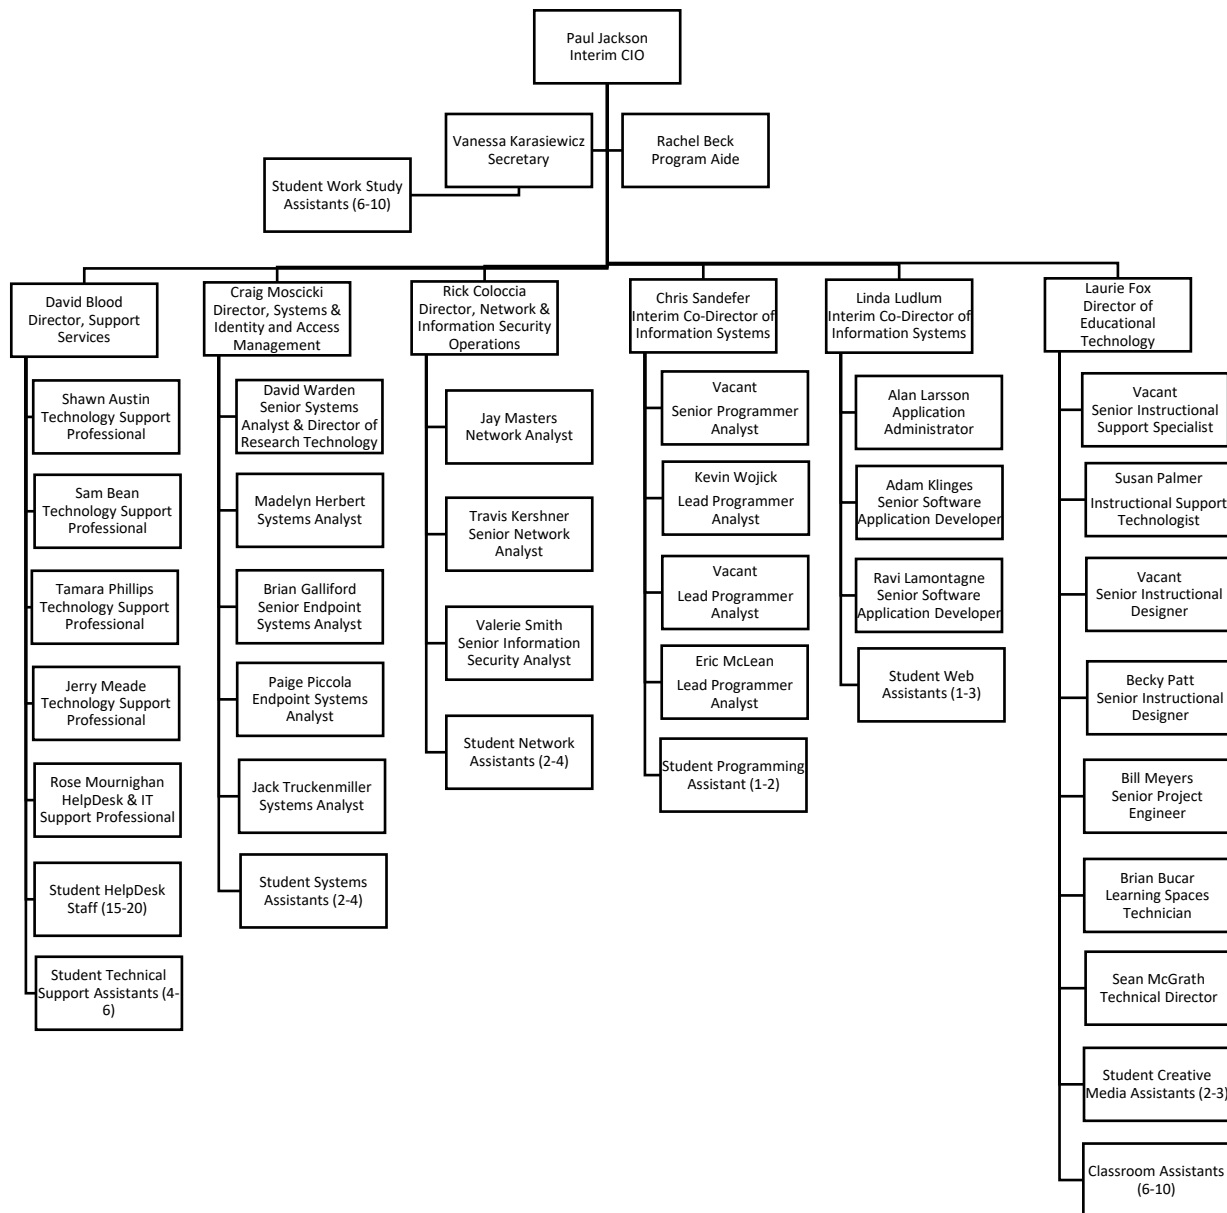 Paul Jackson
Interim CIO
Vanessa Karasiewicz
Secretary
Rachel Beck
Program Aide
Student Work Study
Assistants (6-10)
David Blood
Director, Support
Services
Shawn Austin
Technology Support
Professional
Sam Bean
Technology Support
Professional
Tamara Phillips
Technology Support
Professional
Jerry Meade
Technology Support
Professional
Rose Mournighan
HelpDesk & IT
Support Professional
Student HelpDesk
Staff (15-20)
Student Technical
Support Assistants (4-
6)
Craig Moscicki
Director, Systems &
Identity and Access
Management
David Warden
Senior Systems
Analyst & Director of
Research Technology
Madelyn Herbert
Systems Analyst
Brian Galliford
Senior Endpoint
Systems Analyst
Paige Piccola
Endpoint Systems
Analyst
Jack Truckenmiller
Systems Analyst
Student Systems
Assistants (2-4)
Rick Coloccia
Director, Network &
Information Security
Operations
Jay Masters
Network Analyst
Travis Kershner
Senior Network
Analyst
Valerie Smith
Senior Information
Security Analyst
Student Network
Assistants (2-4)
Chris Sandefer
Interim Co-Director of
Information Systems
Vacant
Senior Programmer
Analyst
Kevin Wojick
Lead Programmer
Analyst
Vacant
Lead Programmer
Analyst
Eric McLean
Lead Programmer
Analyst
Student Programming
Assistant (1-2)
Linda Ludlum
Interim Co-Director of
Information Systems
Alan Larsson
Application
Administrator
Adam Klinges
Senior Software
Application Developer
Ravi Lamontagne
Senior Software
Application Developer
Student Web
Assistants (1-3)
Laurie Fox
Director of
Educational
Technology
Vacant
Senior Instructional
Support Specialist
Susan Palmer
Instructional Support
Technologist
Vacant
Senior Instructional
Designer
Becky Patt
Senior Instructional
Designer
Bill Meyers
Senior Project
Engineer
Brian Bucar
Learning Spaces
Technician
Sean McGrath
Technical Director
Student Creative
Media Assistants (2-3)
Classroom Assistants
(6-10)